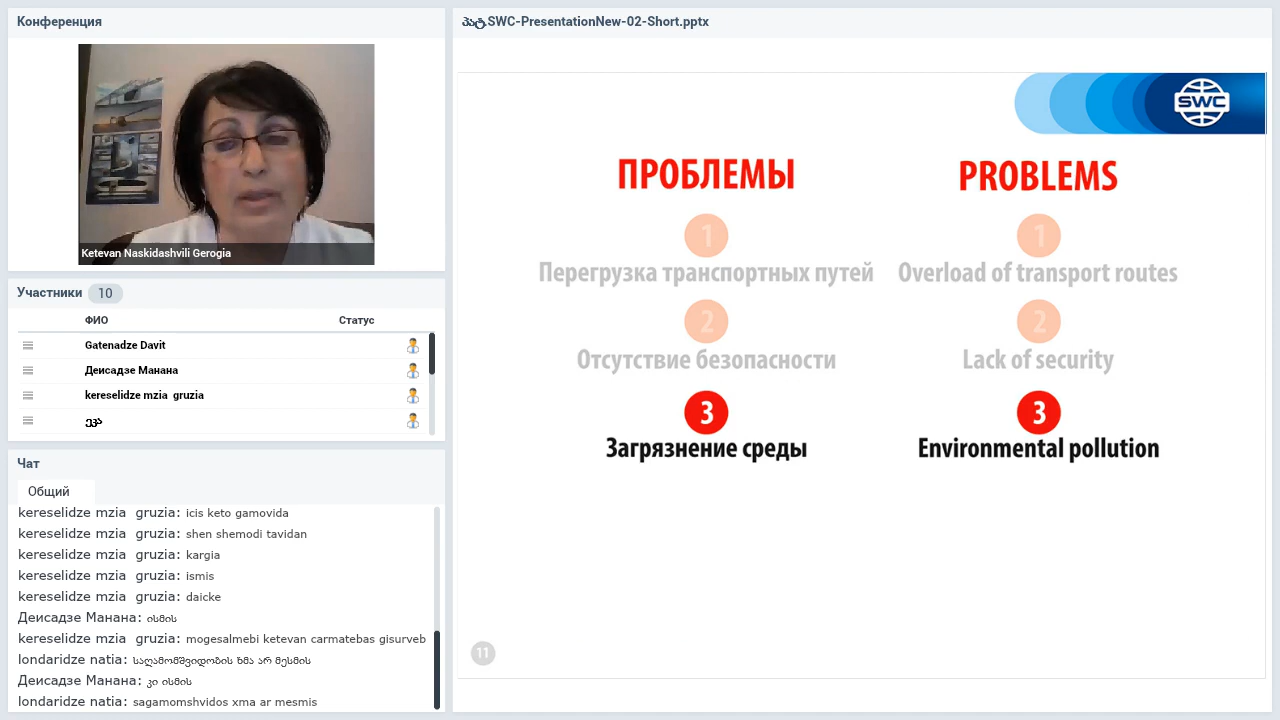 Конференция
Ketevan Naskidashvili Gerogia
Участники 10
ФИО Статус
Gatenadze Davit
Деисадзе Манана
kereselidze mzia gruzia
ევა
Чат
Общий
kereselidze mzia gruzia: icis keto gamovida
kereselidze mzia gruzia: shen shemodi tavidan
kereselidze mzia gruzia: kargia
kereselidze mzia gruzia: ismis
kereselidze mzia gruzia: daicke
Деисадзе Манана: ისმის
kereselidze mzia gruzia: mogesalmebi ketevan carmatebas gisurveb
londaridze natia: საღამომშვიდობის ხმა არ მესმის
Деисадзе Манана: კი ისმის
londaridze natia: sagamomshvidos xma ar mesmis
პატ.SWC-PresentationNew-02-Short.pptx
SWC
ПРОБЛЕМЫ
1
Перегрузка транспортных путей
2
Отсутствие безопасности
3
Загрязнение среды
PROBLEMS
1
Overload of transport routes
2
Lack of security
3
Environmental pollution
11